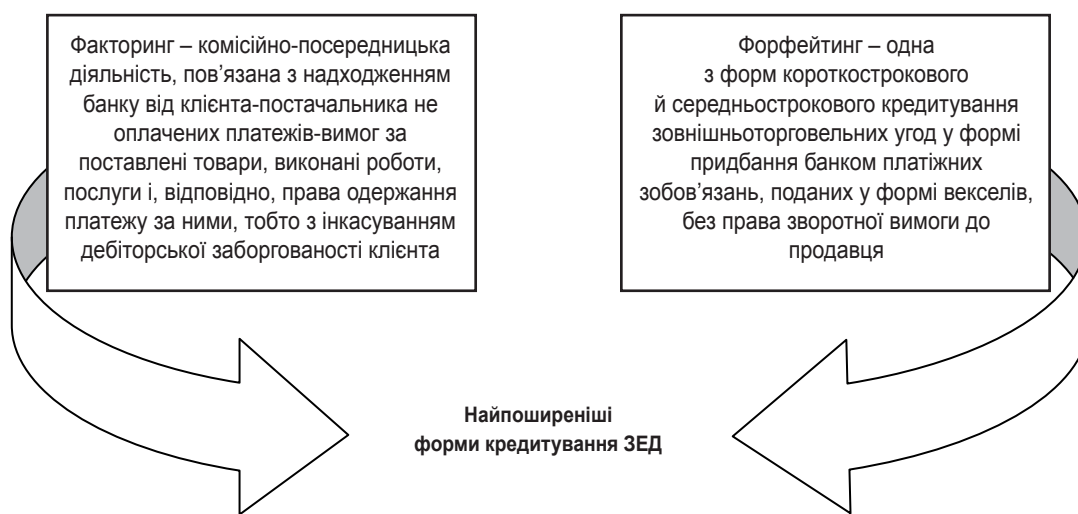 Факторинг – комісійно-посередницька
діяльність, пов’язана з надходженням
банку від клієнта-постачальника не
оплачених платежів-вимог за
поставлені товари, виконані роботи,
послуги і, відповідно, права одержання
платежу за ними, тобто з інкасуванням
дебіторської заборгованості клієнта
Форфейтинг – одна
з форм короткострокового
й середньострокового кредитування
зовнішньоторговельних угод у формі
придбання банком платіжних
зобов’язань, поданих у формі векселів,
без права зворотної вимоги до
продавця
Найпоширеніші
форми кредитування ЗЕД